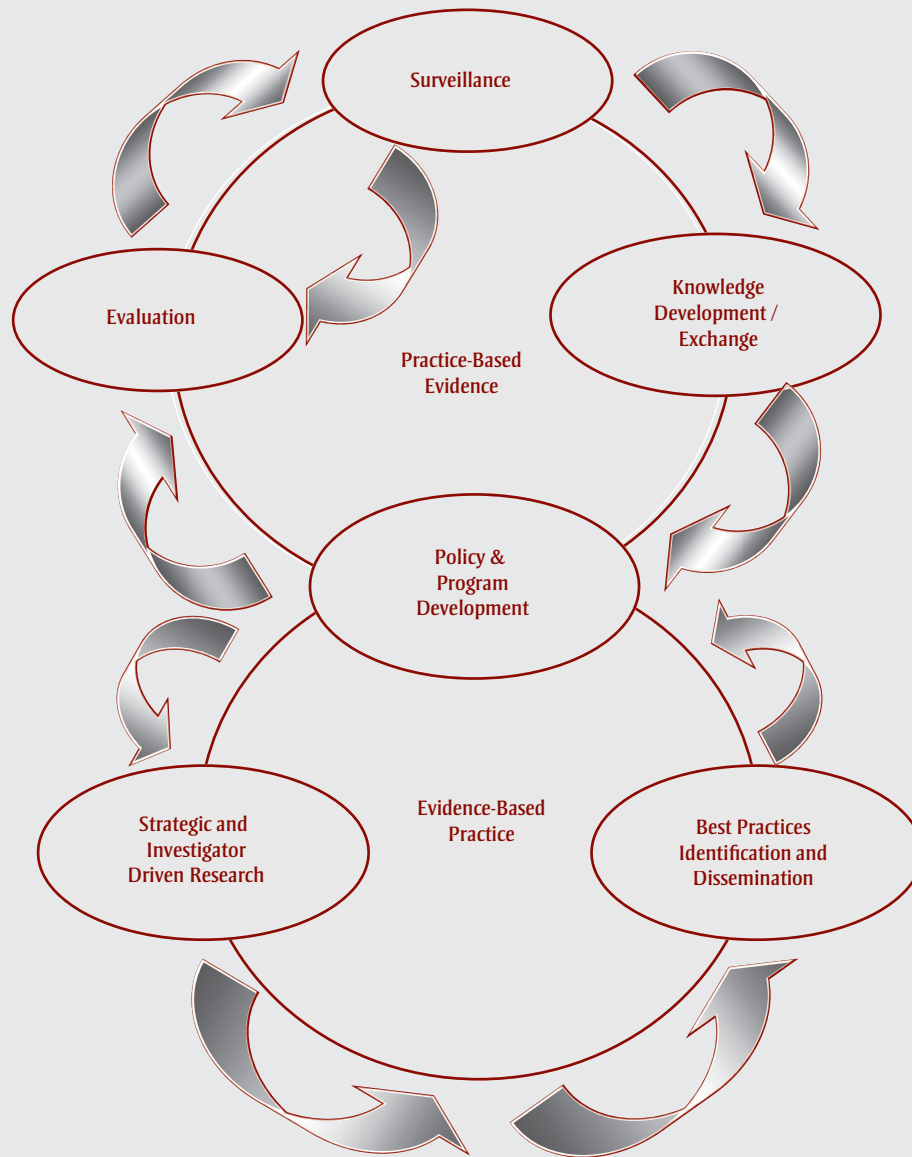 Surveillance
Evaluation
Knowledge
Development /
Exchange
Practice-Based
Evidence
Policy &
Program
Development
Evidence-Based
Practice
Strategic and
Investigator
Driven Research
Best Practices
Identification and
Dissemination